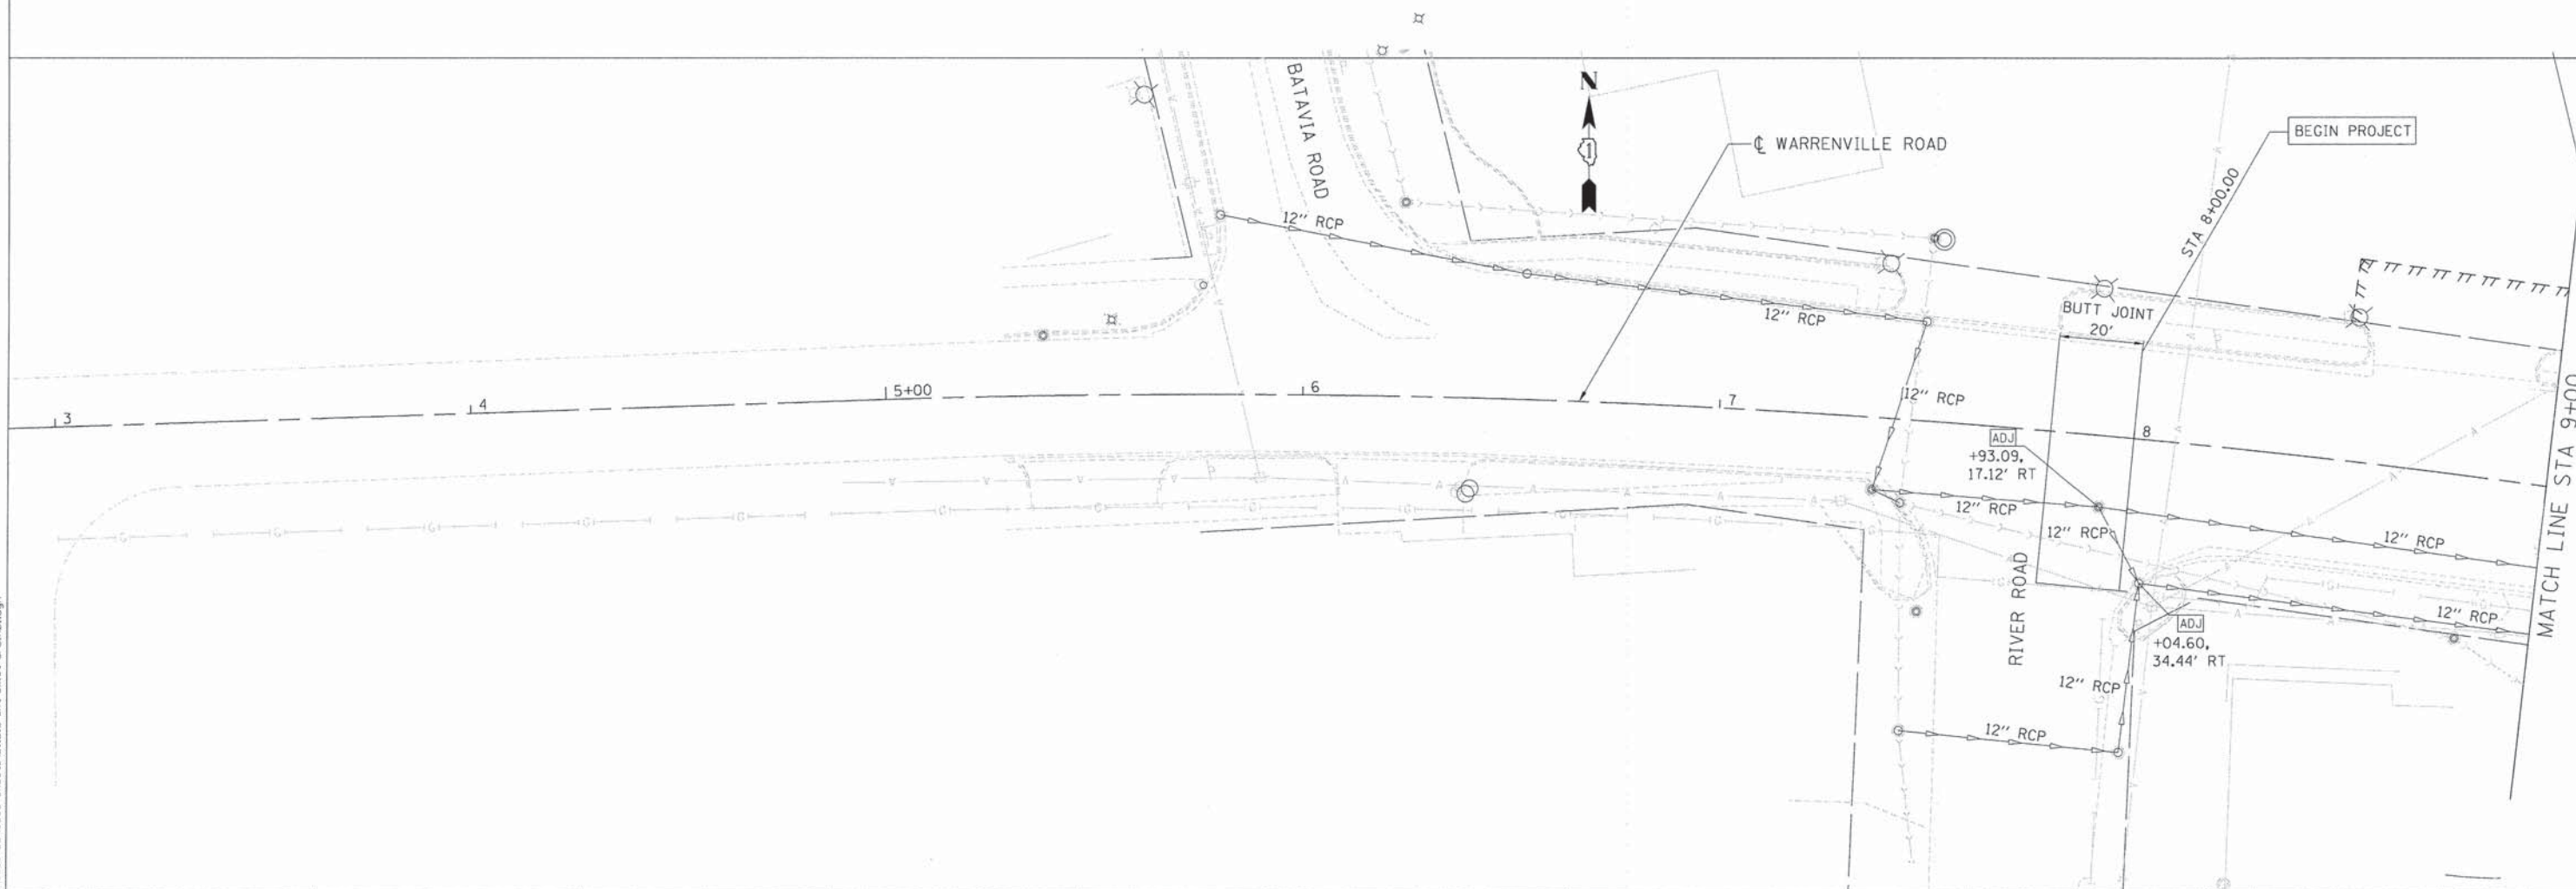 BATAVIA ROAD
N
1
BEGIN PROJECT
℄ WARRENVILLE ROAD
STA 8+00.00
12" RCP
12" RCP
BUTT JOINT
20'
12" RCP
3
4
5+00
6
7
8
ADJ
+93.09,
17.12' RT
12" RCP
12" RCP
12" RCP
12" RCP
RIVER ROAD
ADJ
+04.60,
34.44' RT
12" RCP
12" RCP
MATCH LINE STA 9+00